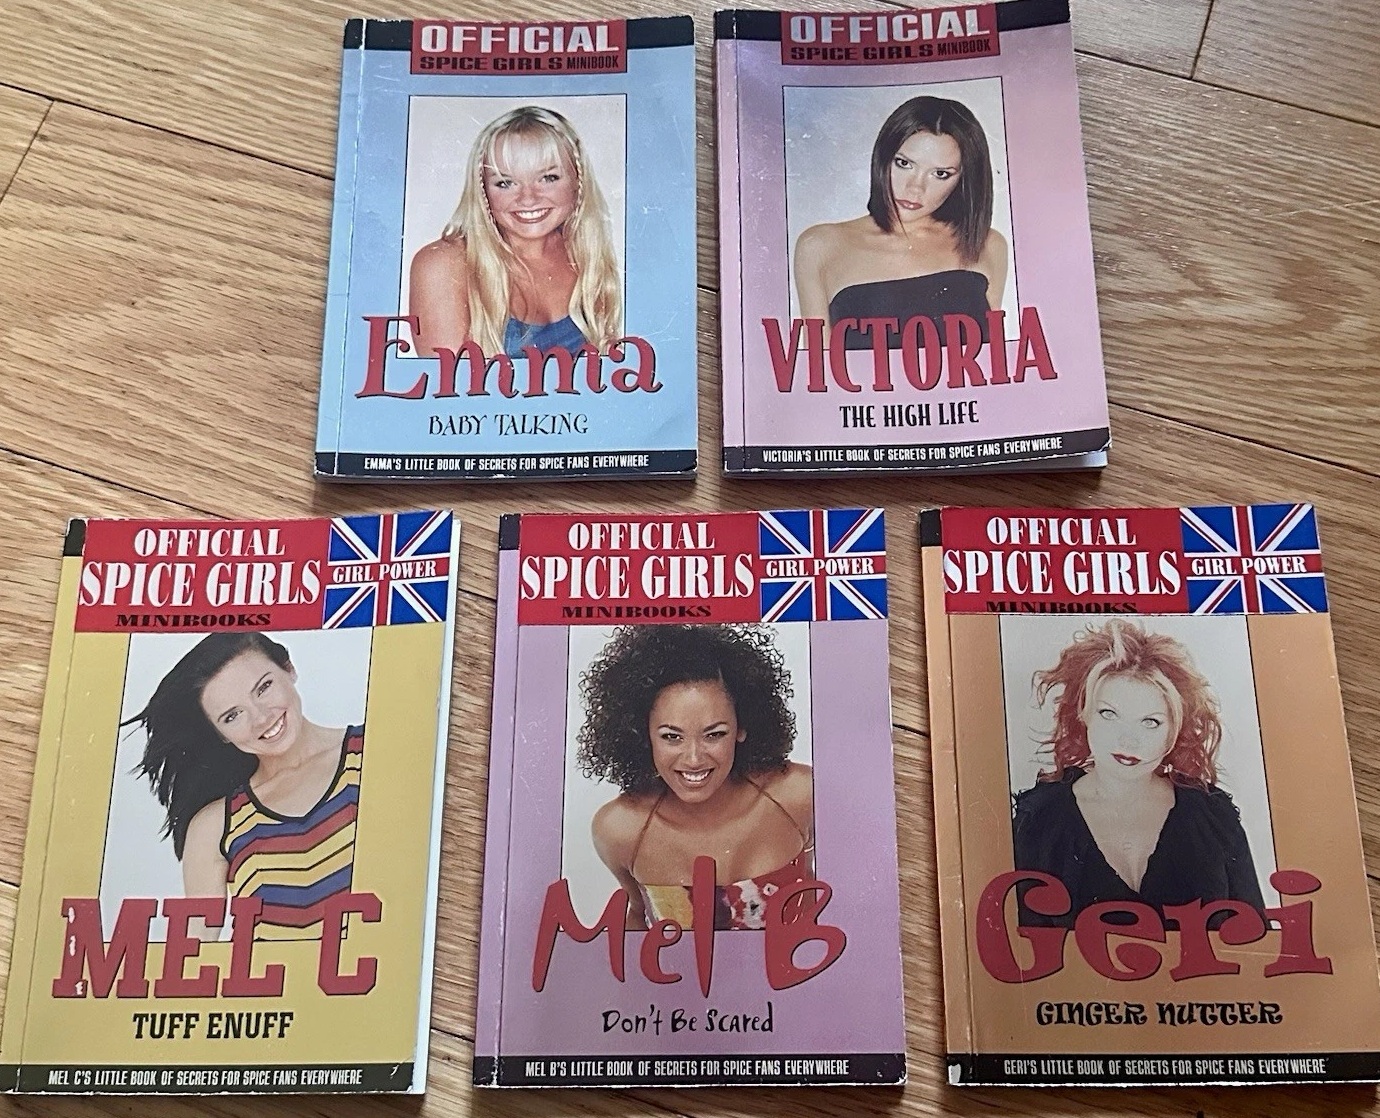 OFFICIAL
SPICE GIRLS MINIBOOK
Emma
BABY TALKING
EMMA'S LITTLE BOOK OF SECRETS FOR SPICE FANS EVERYWHERE
OFFICIAL
SPICE GIRLS MINIBOOK
VICTORIA
THE HIGH LIFE
VICTORIA'S LITTLE BOOK OF SECRETS FOR SPICE FANS EVERYWHERE
OFFICIAL
SPICE GIRLS
GIRL POWER
MINIBOOKS
MEL C
TUFF ENUFF
MEL C'S LITTLE BOOK OF SECRETS FOR SPICE FANS EVERYWHERE
OFFICIAL
SPICE GIRLS
GIRL POWER
MINIBOOKS
Mel B
Don't Be Scared
MEL B'S LITTLE BOOK OF SECRETS FOR SPICE FANS EVERYWHERE
OFFICIAL
SPICE GIRLS
GIRL POWER
MINIBOOKS
Geri
GINGER NUTTER
GERI'S LITTLE BOOK OF SECRETS FOR SPICE FANS EVERYWHERE